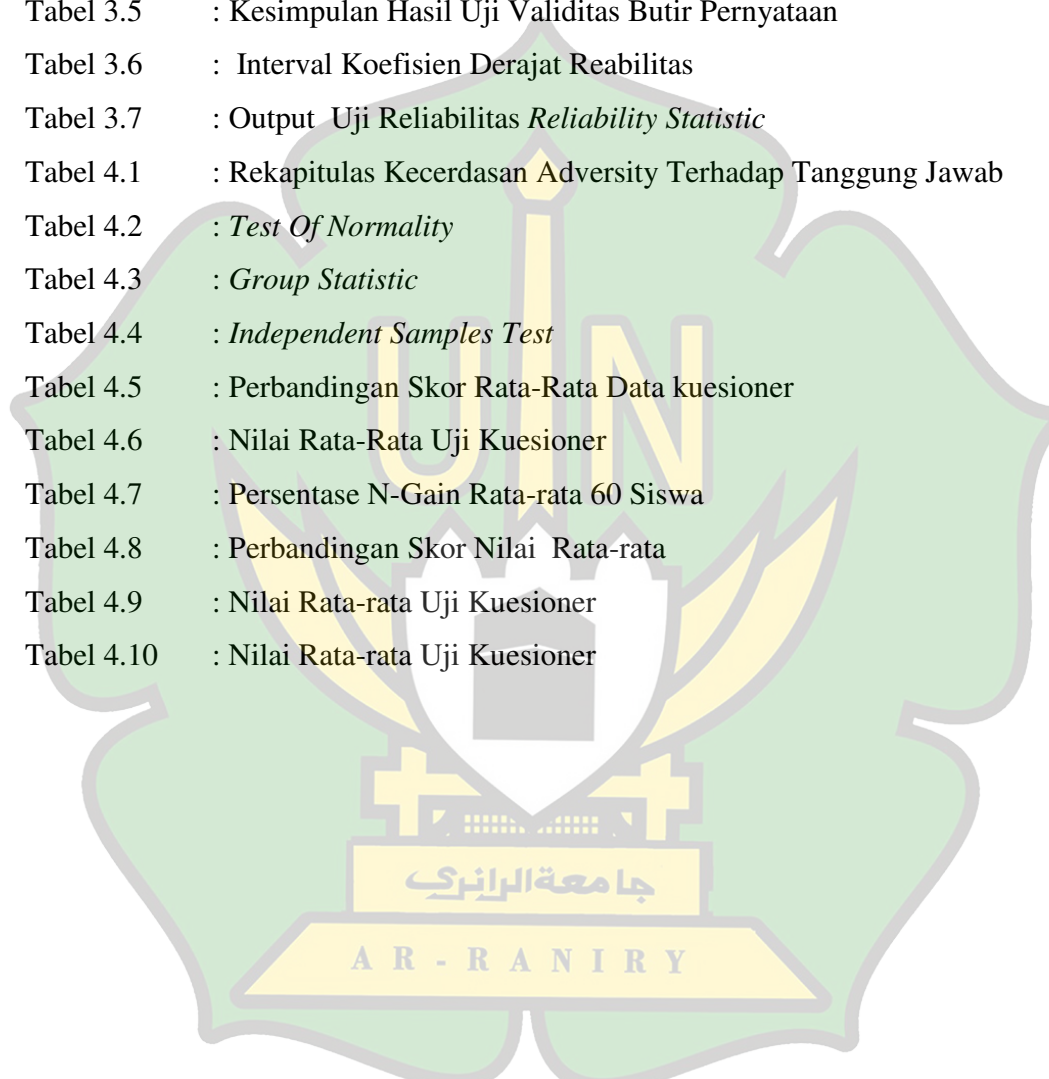 Tabel 3.5 : Kesimpulan Hasil Uji Validitas Butir Pernyataan
Tabel 3.6 : Interval Koefisien Derajat Reabilitas
Tabel 3.7 : Output Uji Reliabilitas Reliability Statistic
Tabel 4.1 : Rekapitulas Kecerdasan Adversity Terhadap Tanggung Jawab
Tabel 4.2 : Test Of Normality
Tabel 4.3 : Group Statistic
Tabel 4.4 : Independent Samples Test
Tabel 4.5 : Perbandingan Skor Rata-Rata Data kuesioner
Tabel 4.6 : Nilai Rata-Rata Uji Kuesioner
Tabel 4.7 : Persentase N-Gain Rata-rata 60 Siswa
Tabel 4.8 : Perbandingan Skor Nilai Rata-rata
Tabel 4.9 : Nilai Rata-rata Uji Kuesioner
Tabel 4.10 : Nilai Rata-rata Uji Kuesioner
UIN
جامعةالرانري
AR-RANIRY